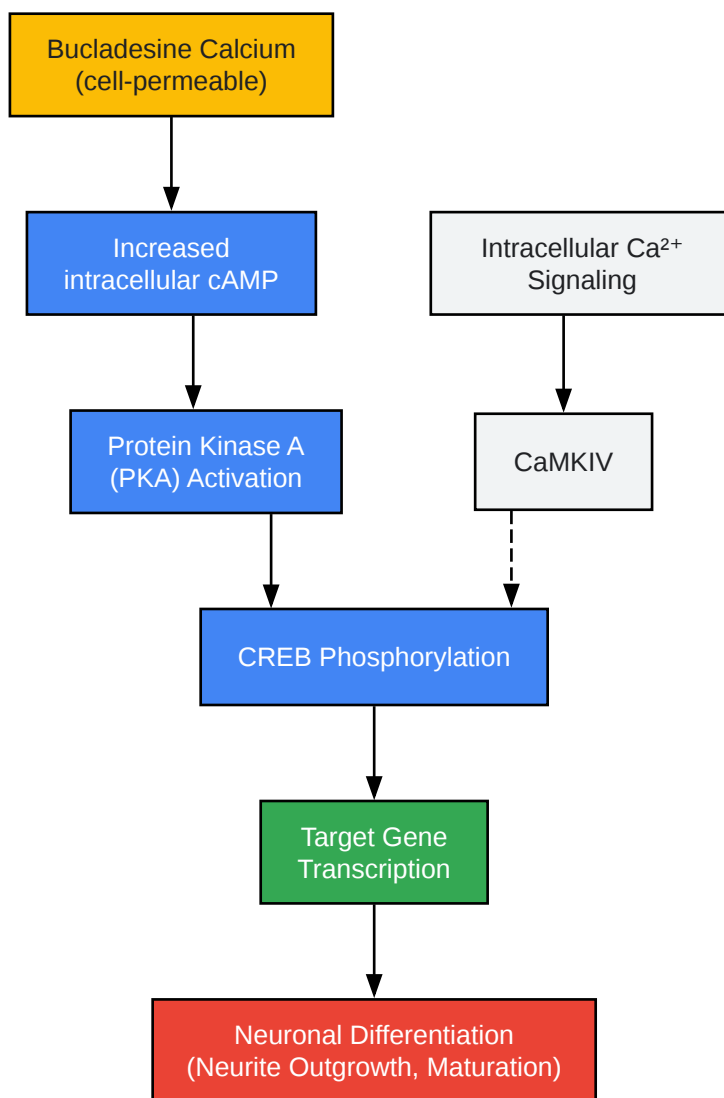 Bucladesine Calcium
(cell-permeable)
Increased
intracellular cAMP
Intracellular Ca²⁺
Signaling
Protein Kinase A
(PKA) Activation
CaMKIV
CREB Phosphorylation
Target Gene
Transcription
Neuronal Differentiation
(Neurite Outgrowth, Maturation)